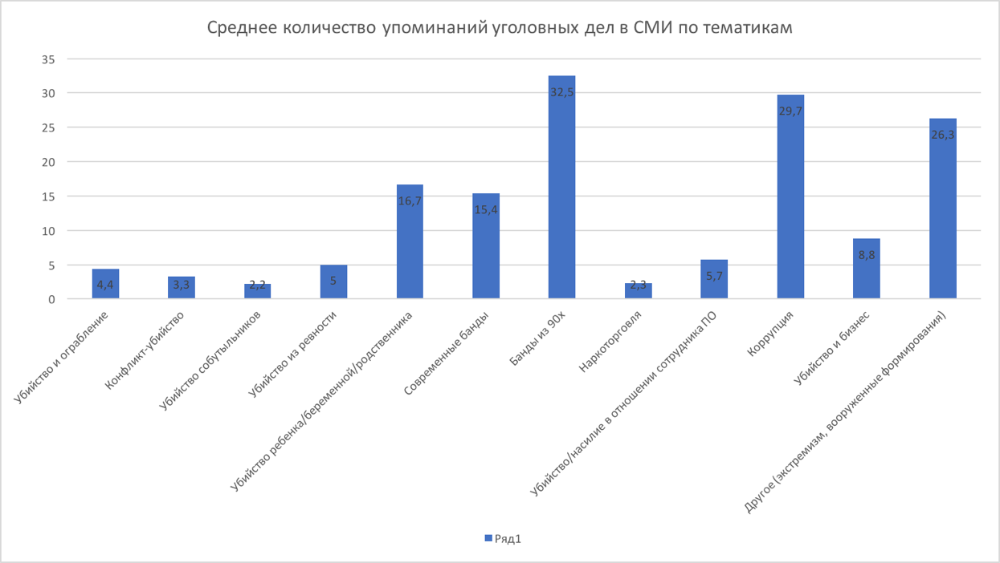 Среднее количество упоминаний уголовных дел в СМИ по тематикам
35
30
25
20
15
10
5
0
4,4
3,3
2,2
5
16,7
15,4
32,5
2,3
5,7
29,7
8,8
26,3
Убийство и ограбление
Конфликт-убийство
Убийство собутыльников
Убийство из ревности
Убийство ребенка/беременной/родственника
Современные банды
Банды из 90х
Наркоторговля
Убийство/насилие в отношении сотрудника ПО
Коррупция
Убийство и бизнес
Другое (экстремизм, вооруженные формирования)
Ряд1